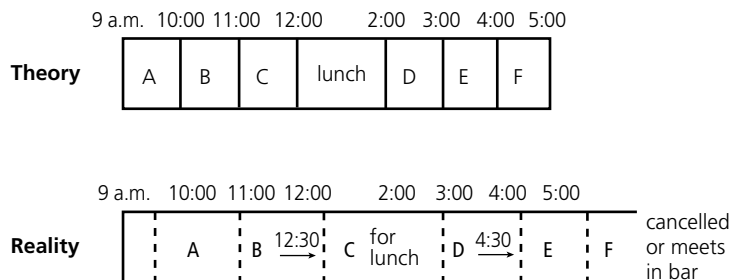 9 a.m. 10:00 11:00 12:00 2:00 3:00 4:00 5:00
Theory A B C lunch D E F
9 a.m. 10:00 11:00 12:00 2:00 3:00 4:00 5:00
Reality A B 12:30 C for lunch D 4:30 E F cancelled or meets in bar